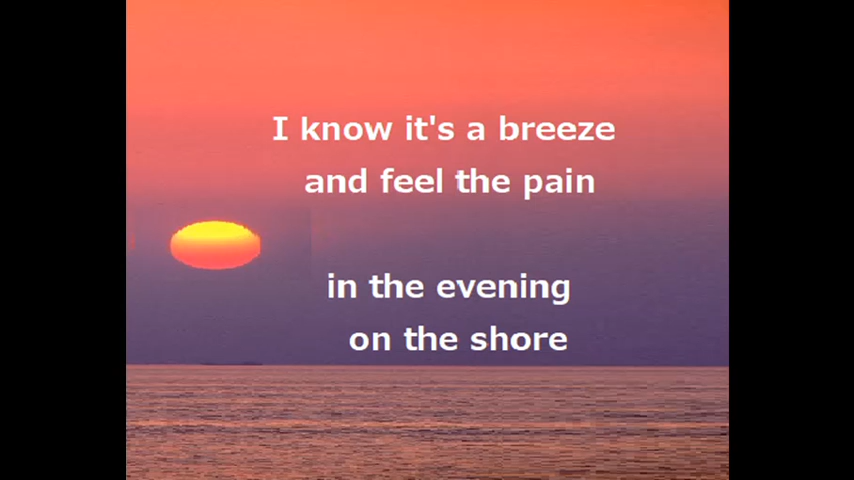 I know it's a breeze
and feel the pain
in the evening
on the shore